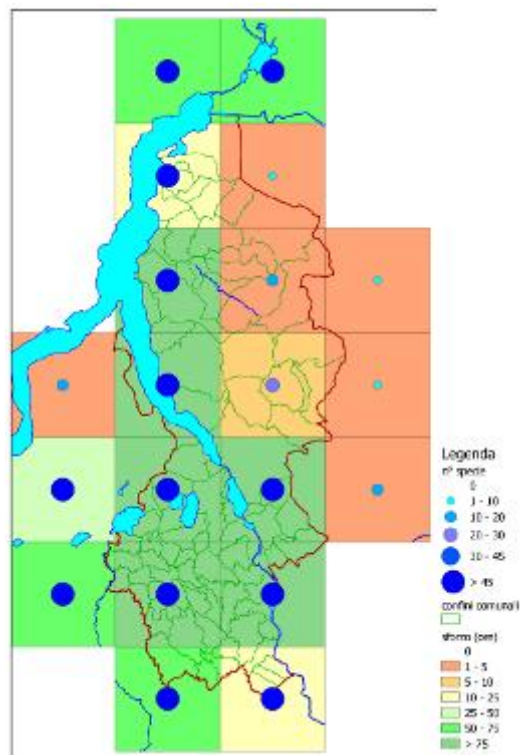 Legenda
n° specie
0
1 - 10
10 - 20
20 - 30
30 - 45
> 45
confini comunali
sforzo (ore)
0
1 - 5
5 - 10
10 - 25
25 - 50
50 - 75
> 75